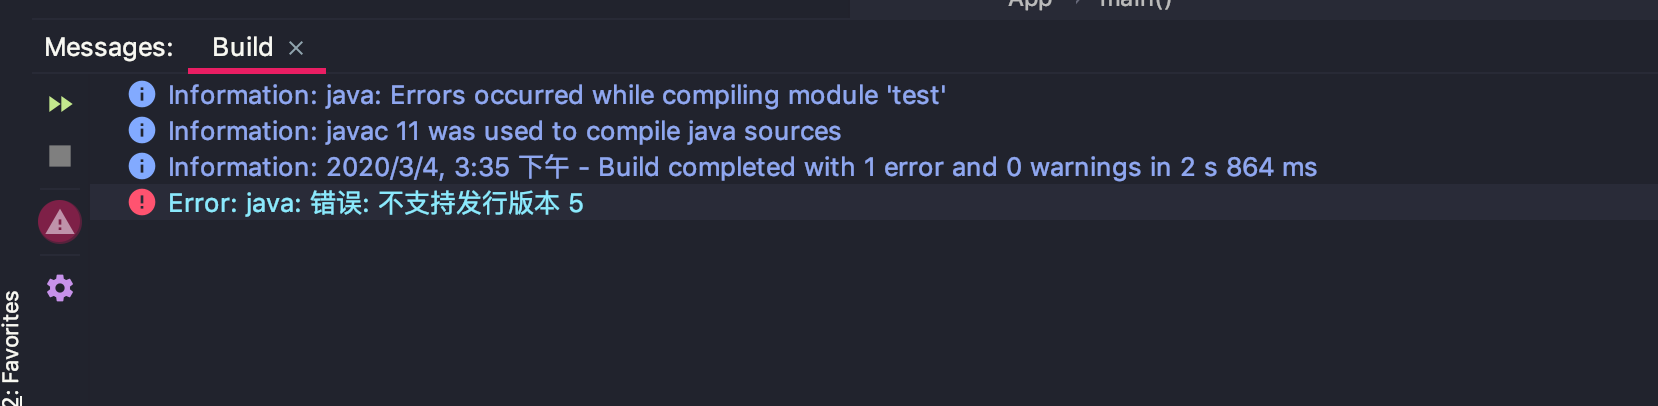 App main()
Messages: Build
Information: java: Errors occurred while compiling module 'test'
Information: javac 11 was used to compile java sources
Information: 2020/3/4, 3:35 下午 - Build completed with 1 error and 0 warnings in 2 s 864 ms
Error: java: 错误: 不支持发行版本 5
2: Favorites